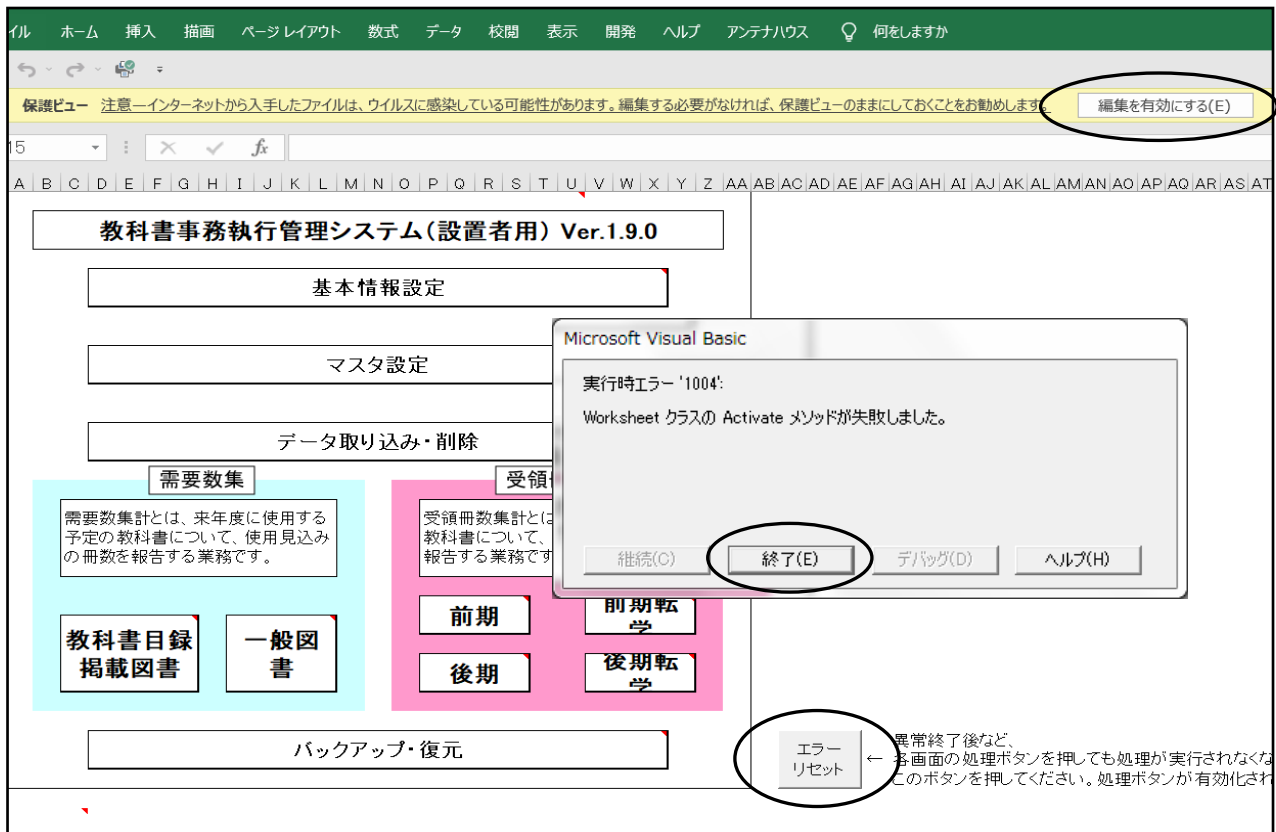 イル ホーム 挿入 描画 ページ レイアウト 数式 データ 校閲 表示 開発 ヘルプ アンテナハウス 何をしますか
保護ビュー 注意—インターネットから入手したファイルは、ウイルスに感染している可能性があります。編集する必要がなければ、保護ビューのままにしておくことをお勧めします。 編集を有効にする(E)
15 fx
A B C D E F G H I J K L M N O P Q R S T U V W X Y Z AA AB AC AD AE AF AG AH AI AJ AK AL AM AN AO AP AQ AR AS AT
教科書事務執行管理システム(設置者用) Ver.1.9.0
基本情報設定
マスタ設定
データ取り込み・削除
Microsoft Visual Basic
実行時エラー '1004':
Worksheet クラスの Activate メソッドが失敗しました。
継続(C) 終了(E) デバッグ(D) ヘルプ(H)
需要数集
需要数集計とは、来年度に使用する
予定の教科書について、使用見込み
の冊数を報告する業務です。
教科書目録
掲載図書
一般図
書
受領
受領冊数集計とは
教科書について、
報告する業務です
前期
前期転
学
後期
後期転
学
バックアップ・復元
エラー
リセット
異常終了後など、
← 各画面の処理ボタンを押しても処理が実行されなくな
このボタンを押してください。処理ボタンが有効化され